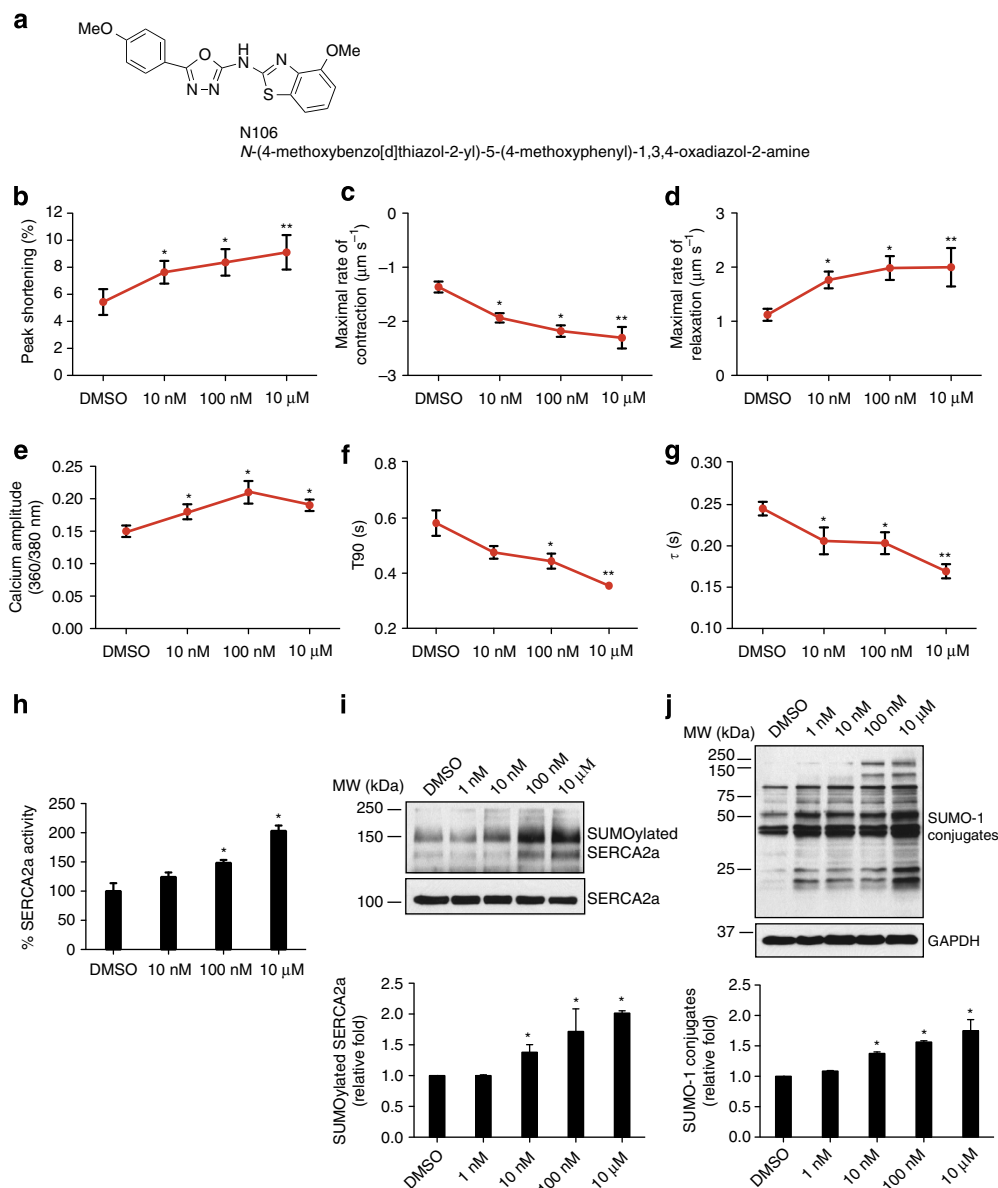 a
MeO
O
H
N
N
OMe
N–N
S
N106
N-(4-methoxybenzo[d]thiazol-2-yl)-5-(4-methoxyphenyl)-1,3,4-oxadiazol-2-amine
b
Peak shortening (%)
12
10
8
6
4
2
0
* * **
DMSO 10 nM 100 nM 10 μM
c
Maximal rate of
contraction (μm s−1)
0
−1
−2
−3
* * **
DMSO 10 nM 100 nM 10 μM
d
Maximal rate of
relaxation (μm s−1)
3
2
1
0
* * **
DMSO 10 nM 100 nM 10 μM
e
Calcium amplitude
(360/380 nm)
0.25
0.20
0.15
0.10
0.05
0.00
* * *
DMSO 10 nM 100 nM 10 μM
f
T90 (s)
0.8
0.6
0.4
0.2
* **
DMSO 10 nM 100 nM 10 μM
g
τ (s)
0.30
0.25
0.20
0.15
0.10
* * **
DMSO 10 nM 100 nM 10 μM
h
% SERCA2a activity
250
200
150
100
50
0
* *
DMSO 10 nM 100 nM 10 μM
i
MW (kDa)
DMSO 1 nM 10 nM 100 nM 10 μM
250
150
SUMOylated
SERCA2a
100
SERCA2a
SUMOylated SERCA2a
(relative fold)
2.5
2.0
1.5
1.0
0.5
0.0
* * *
DMSO 1 nM 10 nM 100 nM 10 μM
j
MW (kDa)
DMSO 1 nM 10 nM 100 nM 10 μM
250
150
75
50
25
SUMO-1
conjugates
37
GAPDH
SUMO-1 conjugates
(relative fold)
2.5
2.0
1.5
1.0
0.5
0.0
* * *
DMSO 1 nM 10 nM 100 nM 10 μM